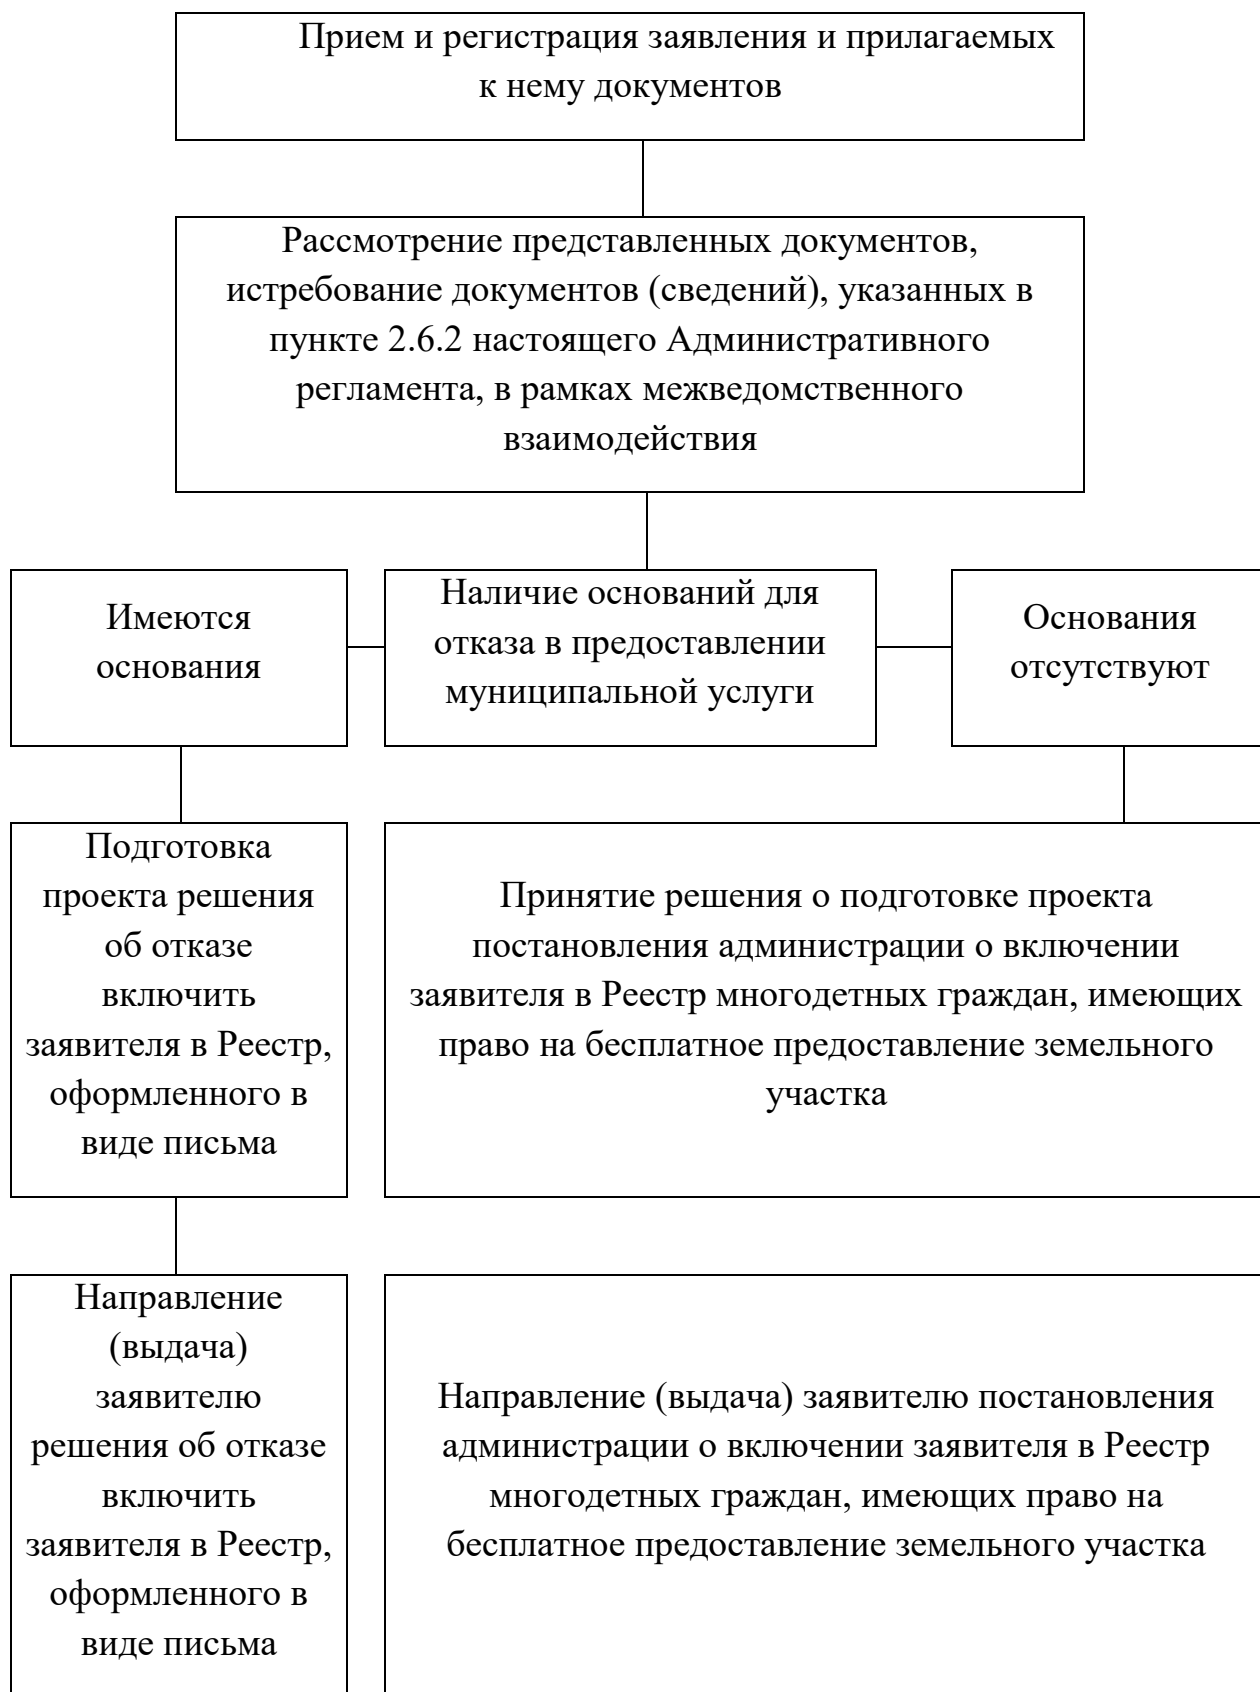 Прием и регистрация заявления и прилагаемых
к нему документов
Рассмотрение представленных документов,
истребование документов (сведений), указанных в
пункте 2.6.2 настоящего Административного
регламента, в рамках межведомственного
взаимодействия
Имеются
основания
Наличие оснований для
отказа в предоставлении
муниципальной услуги
Основания
отсутствуют
Подготовка
проекта решения
об отказе
включить
заявителя в Реестр,
оформленного в
виде письма
Принятие решения о подготовке проекта
постановления администрации о включении
заявителя в Реестр многодетных граждан, имеющих
право на бесплатное предоставление земельного
участка
Направление
(выдача)
заявителю
решения об отказе
включить
заявителя в Реестр,
оформленного в
виде письма
Направление (выдача) заявителю постановления
администрации о включении заявителя в Реестр
многодетных граждан, имеющих право на
бесплатное предоставление земельного участка